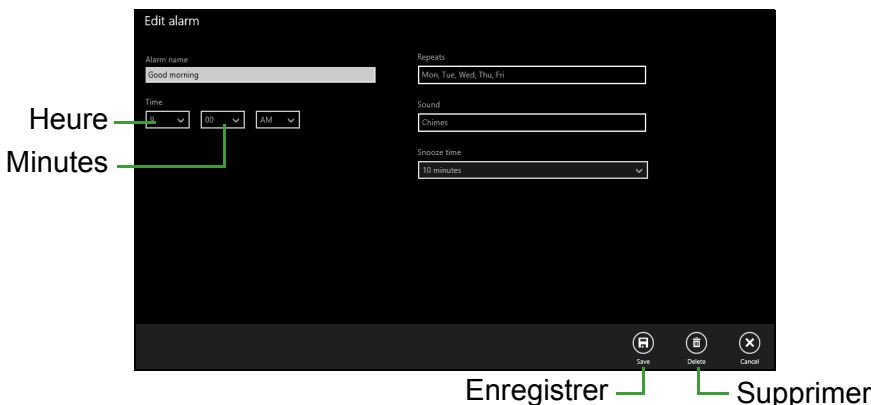 Edit alarm
Alarm name
Good morning
Time
9 00 AM
Repeats
Mon, Tue, Wed, Thu, Fri
Sound
Chimes
Snooze time
10 minutes
Heure
Minutes
Save Delete Cancel
Enregistrer Supprimer